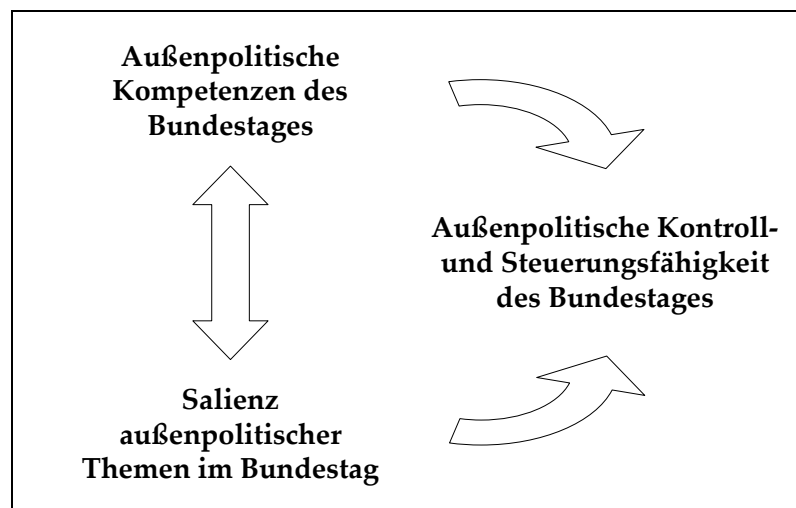 Außenpolitische
Kompetenzen des
Bundestages
Außenpolitische Kontroll-
und Steuerungsfähigkeit
des Bundestages
Salienz
außenpolitischer
Themen im Bundestag